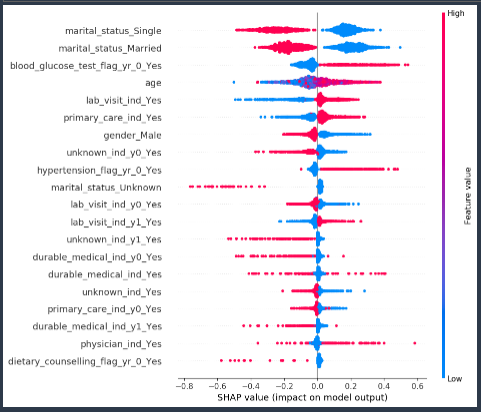 High
marital_status_Single
marital_status_Married
blood_glucose_test_flag_yr_0_Yes
age
lab_visit_ind_Yes
primary_care_ind_Yes
gender_Male
unknown_ind_y0_Yes
hypertension_flag_yr_0_Yes
marital_status_Unknown
lab_visit_ind_y0_Yes
lab_visit_ind_y1_Yes
unknown_ind_y1_Yes
durable_medical_ind_y0_Yes
durable_medical_ind_Yes
unknown_ind_Yes
primary_care_ind_y0_Yes
durable_medical_ind_y1_Yes
physician_ind_Yes
dietary_counselling_flag_yr_0_Yes
Feature value
Low
−0.8 −0.6 −0.4 −0.2 0.0 0.2 0.4 0.6
SHAP value (impact on model output)